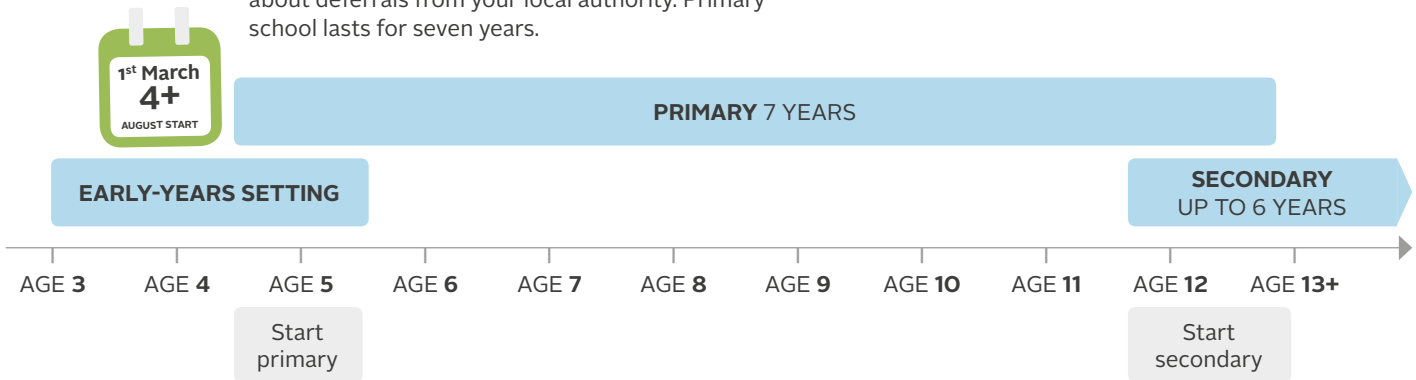 about deferrals from your local authority. Primary
school lasts for seven years.
1st March
4+
AUGUST START
PRIMARY 7 YEARS
EARLY-YEARS SETTING
SECONDARY
UP TO 6 YEARS
AGE 3 AGE 4 AGE 5 AGE 6 AGE 7 AGE 8 AGE 9 AGE 10 AGE 11 AGE 12 AGE 13+
Start
primary
Start
secondary